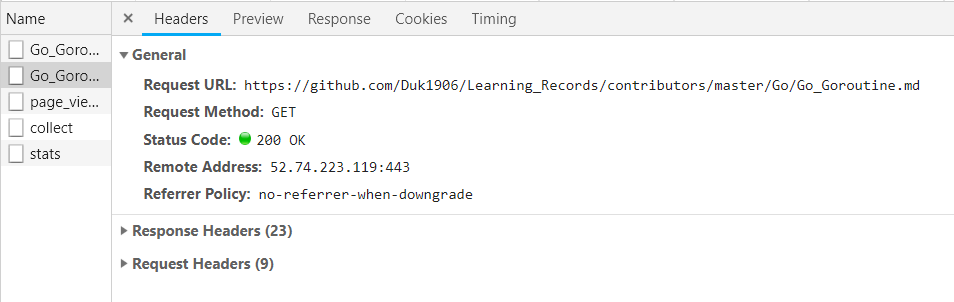 Name
× Headers Preview Response Cookies Timing
Go_Goro...
Go_Goro...
page_vie...
collect
stats
▼ General
Request URL: https://github.com/Duk1906/Learning_Records/contributors/master/Go/Go_Goroutine.md
Request Method: GET
Status Code: 200 OK
Remote Address: 52.74.223.119:443
Referrer Policy: no-referrer-when-downgrade
▶ Response Headers (23)
▶ Request Headers (9)